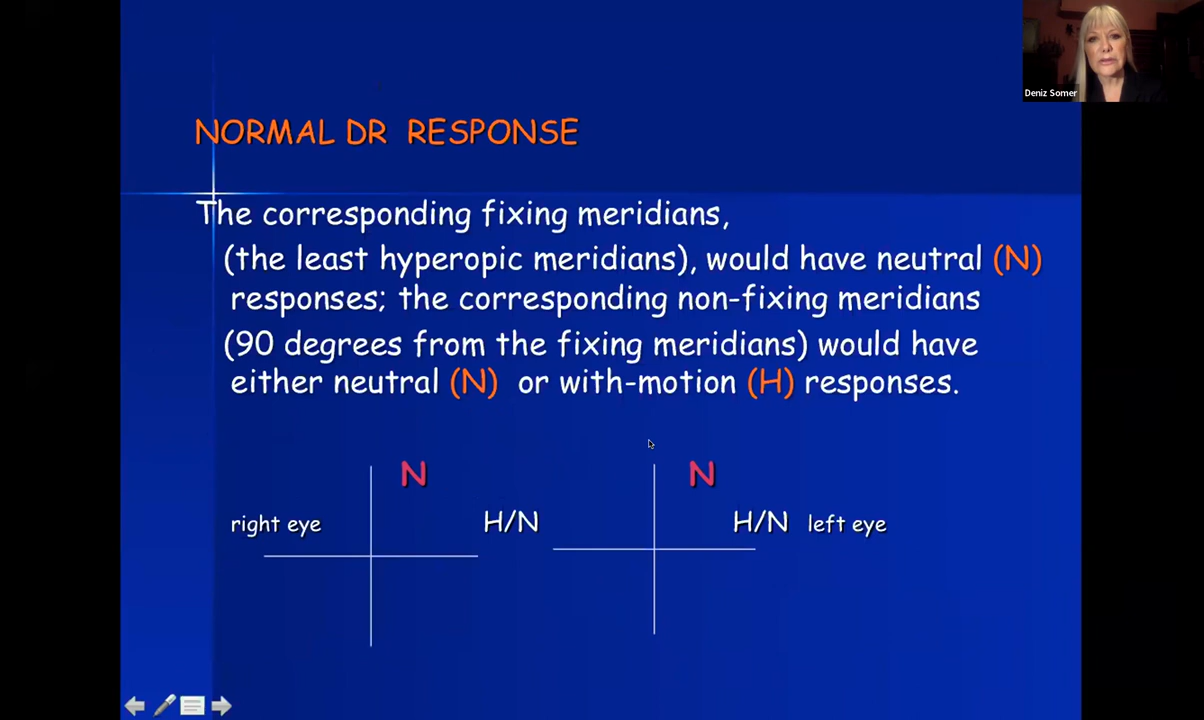 Deniz Somer
NORMAL DR RESPONSE
The corresponding fixing meridians,
(the least hyperopic meridians), would have neutral (N)
responses; the corresponding non-fixing meridians
(90 degrees from the fixing meridians) would have
either neutral (N) or with-motion (H) responses.
N
N
right eye
H/N
H/N
left eye